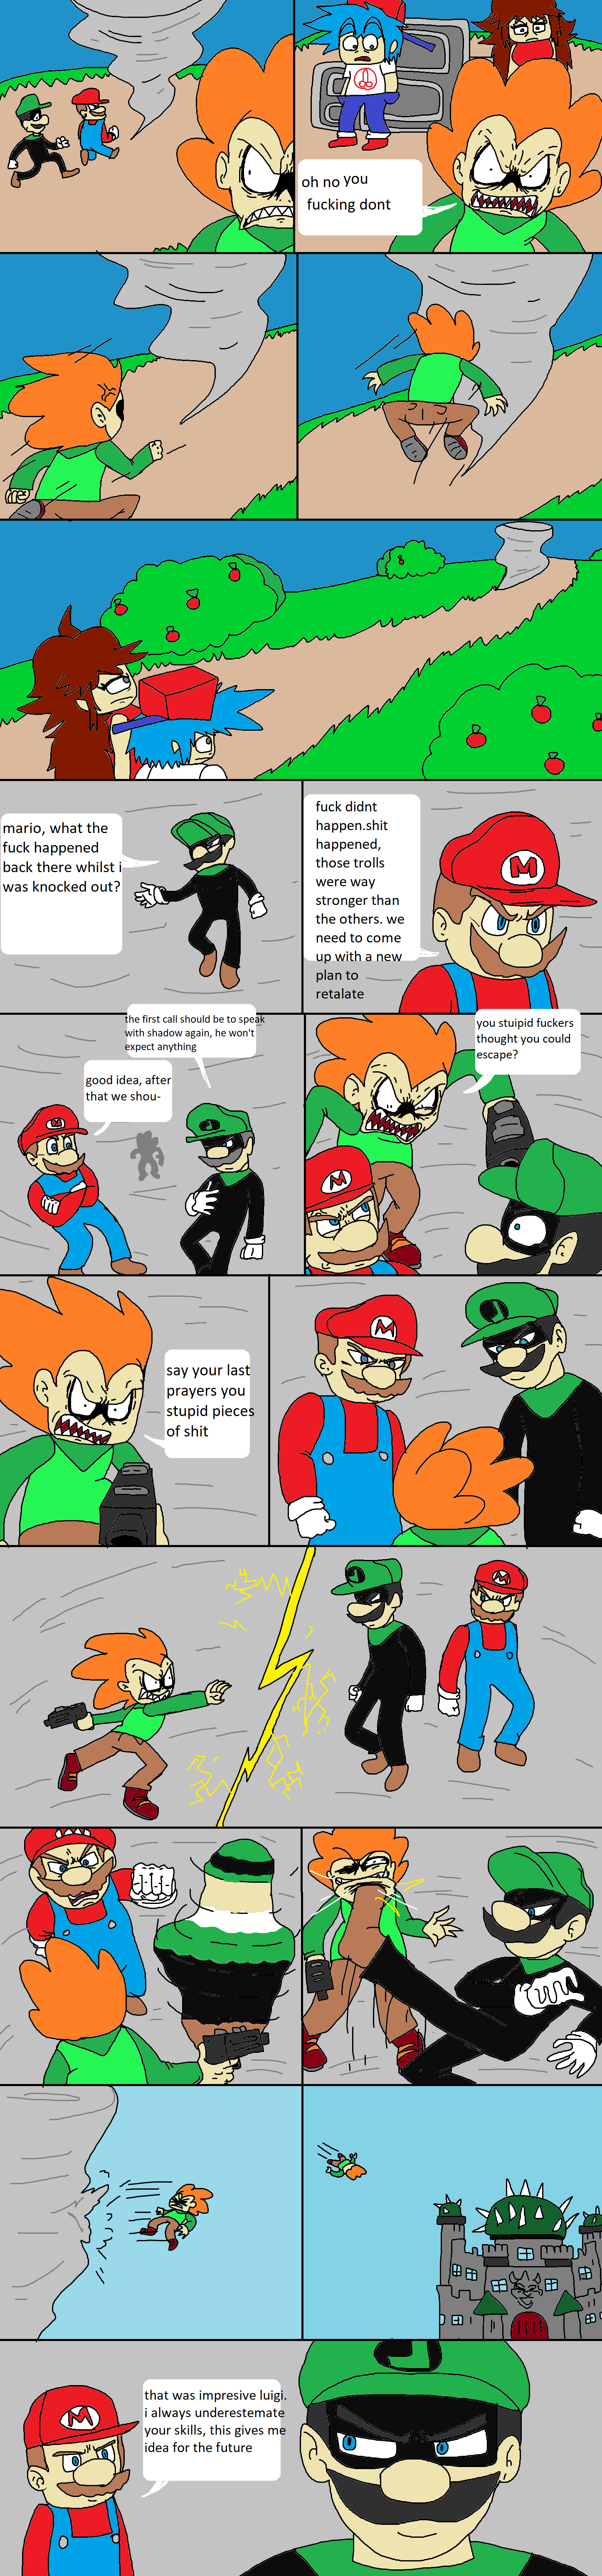 oh no you
fucking dont
mario, what the
fuck happened
back there whilst i
was knocked out?
fuck didnt
happen.shit
happened,
those trolls
were way
stronger than
the others. we
need to come
up with a new
plan to
retalate
the first call should be to speak
with shadow again, he won't
expect anything
good idea, after
that we shou-
you stuipid fuckers
thought you could
escape?
say your last
prayers you
stupid pieces
of shit
that was impresive luigi.
i always underestemate
your skills, this gives me
idea for the future